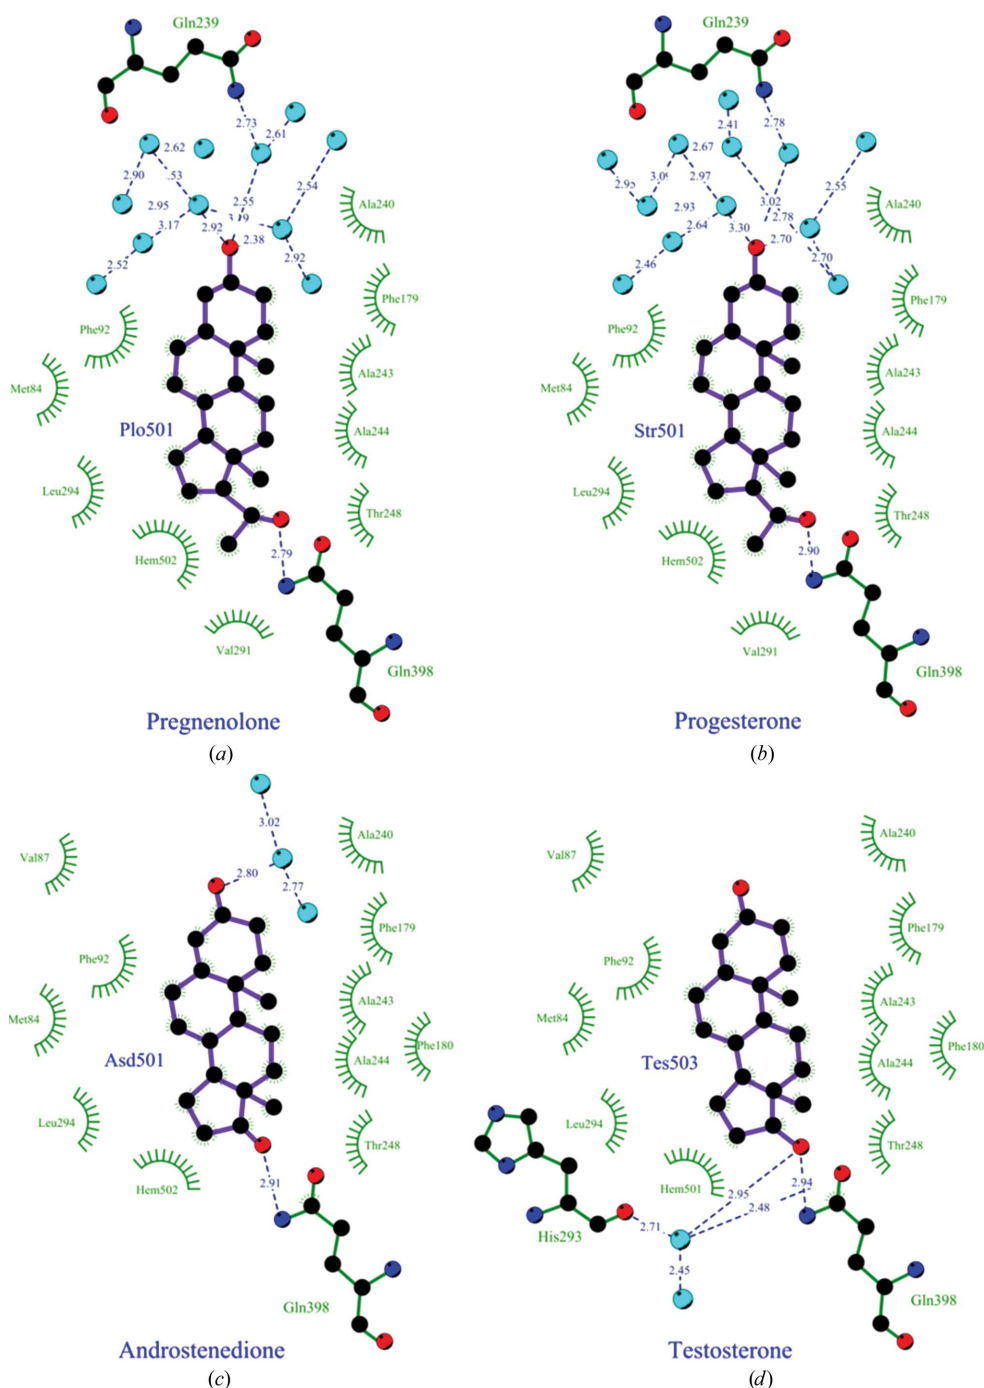 Gln239
2.73
2.61
2.62
2.90
.53
2.54
2.95
2.55
3.17
2.92
2.38
2.52
2.92
Ala240
Phe179
Phe92
Ala243
Met84
Plo501
Ala244
Leu294
Thr248
Hem502
2.79
Val291
Gln398
Pregnenolone
(a)
Gln239
2.41
2.78
2.67
2.97
2.55
2.93
3.02
2.78
2.64
3.30
2.70
2.70
2.46
Ala240
Phe179
Phe92
Ala243
Met84
Str501
Ala244
Leu294
Thr248
Hem502
2.90
Val291
Gln398
Progesterone
(b)
3.02
Val87
Ala240
2.80
2.77
Phe179
Phe92
Ala243
Met84
Phe180
Asd501
Ala244
Leu294
Thr248
Hem502
2.91
Gln398
Androstenedione
(c)
Val87
Ala240
Phe179
Phe92
Ala243
Met84
Phe180
Tes503
Ala244
Leu294
Thr248
Hem501
2.95
2.94
2.48
2.71
His293
2.45
Gln398
Testosterone
(d)